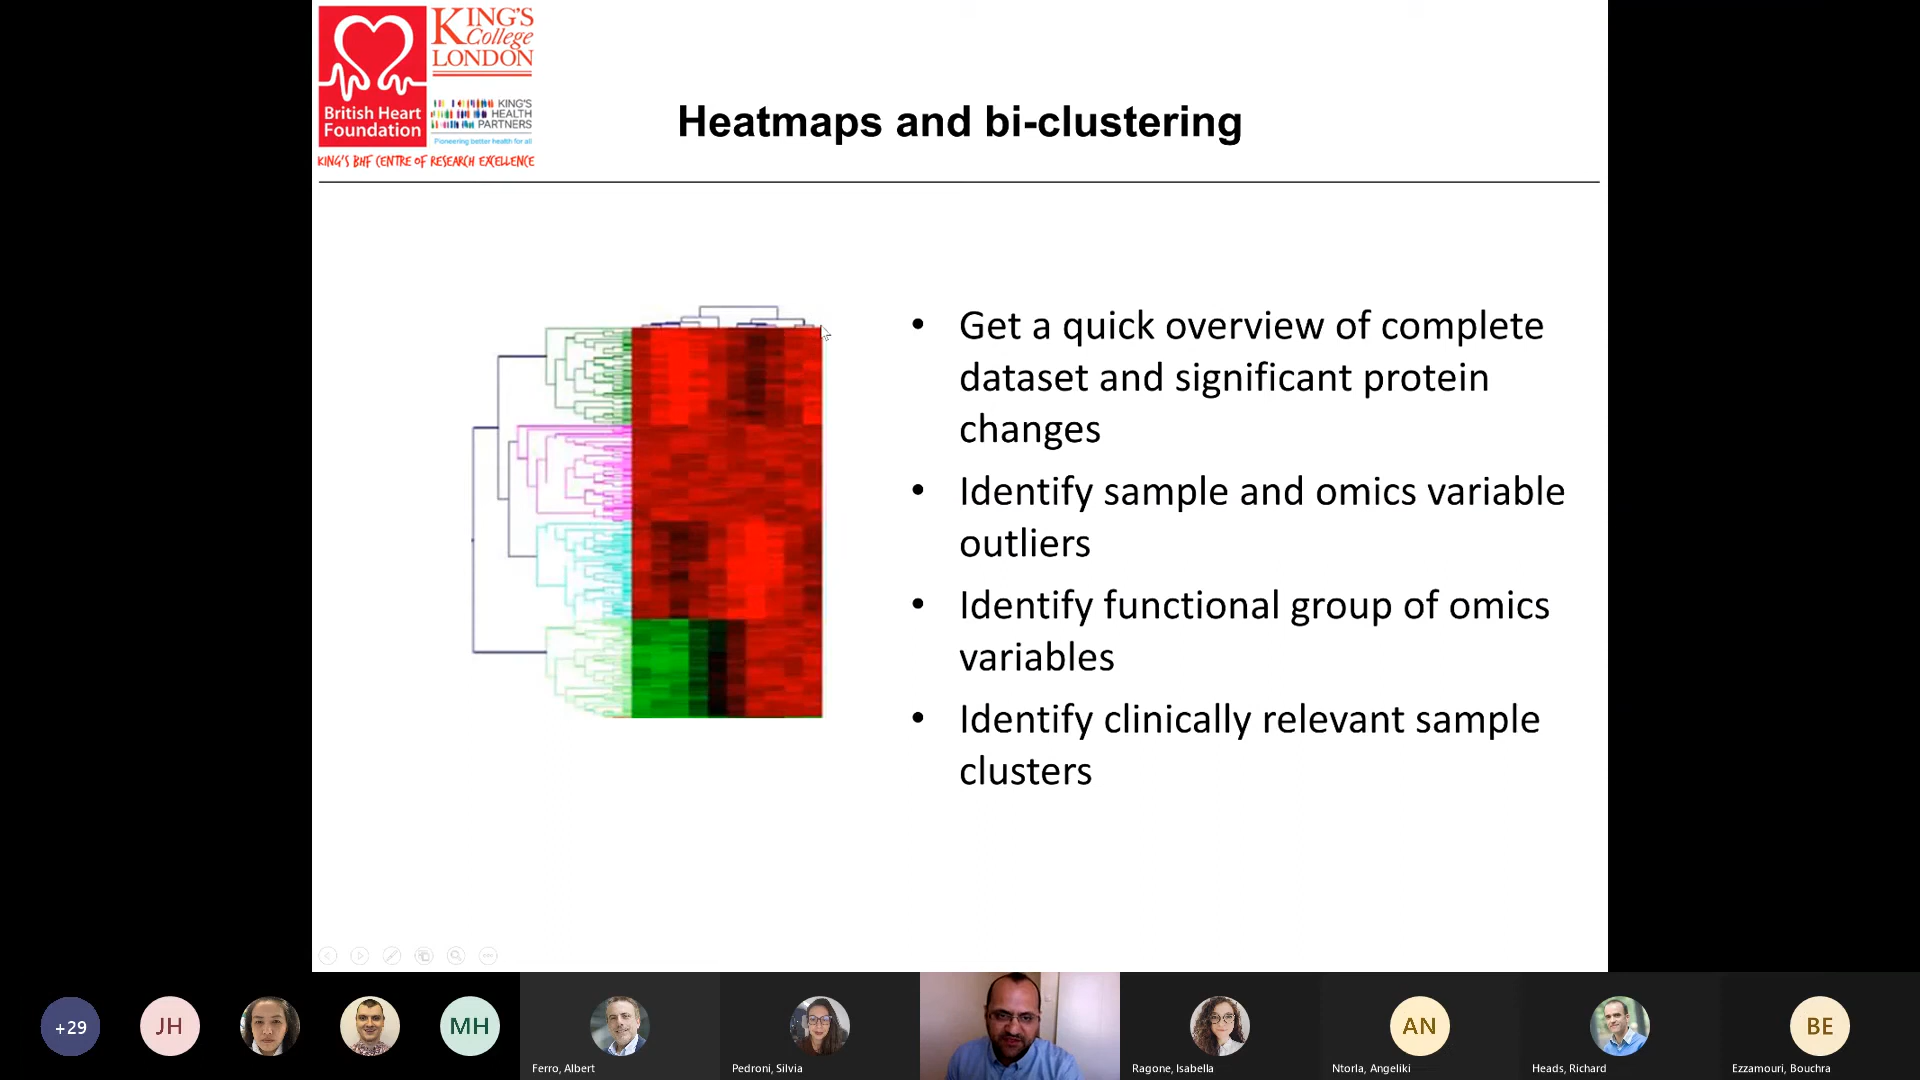 British Heart
Foundation
KING'S
College
LONDON
KING'S
HEALTH
PARTNERS
Pioneering better health for all
KING'S BHF CENTRE OF RESEARCH EXCELLENCE
Heatmaps and bi-clustering
• Get a quick overview of complete
dataset and significant protein
changes
• Identify sample and omics variable
outliers
• Identify functional group of omics
variables
• Identify clinically relevant sample
clusters
+29
JH
MH
Ferro, Albert
Pedroni, Silvia
Ragone, Isabella
AN
Ntorla, Angeliki
Heads, Richard
BE
Ezzamouri, Bouchra